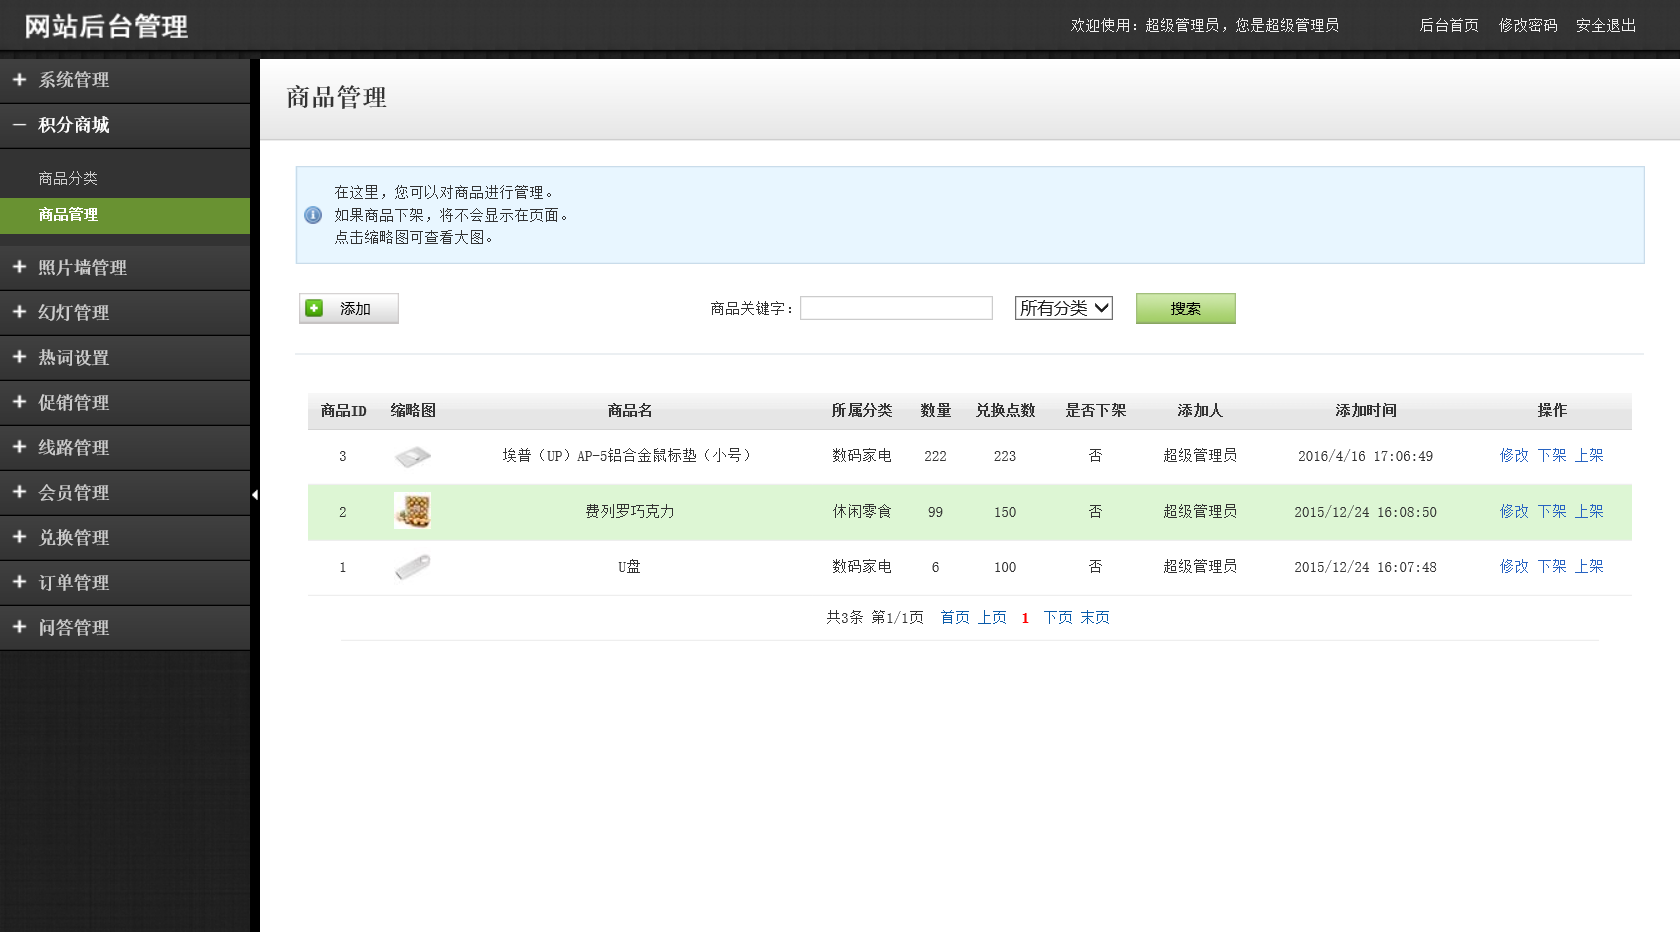 网站后台管理
欢迎使用：超级管理员，您是超级管理员 后台首页 修改密码 安全退出
系统管理
积分商城
商品分类
商品管理
照片墙管理
幻灯管理
热词设置
促销管理
线路管理
会员管理
兑换管理
订单管理
问答管理
商品管理
在这里，您可以对商品进行管理。
如果商品下架，将不会显示在页面。
点击缩略图可查看大图。
添加 商品关键字： 所有分类 搜索
商品ID 缩略图 商品名 所属分类 数量 兑换点数 是否下架 添加人 添加时间 操作
3 埃普（UP）AP-5铝合金鼠标垫（小号） 数码家电 222 223 否 超级管理员 2016/4/16 17:06:49 修改 下架 上架
2 费列罗巧克力 休闲零食 99 150 否 超级管理员 2015/12/24 16:08:50 修改 下架 上架
1 U盘 数码家电 6 100 否 超级管理员 2015/12/24 16:07:48 修改 下架 上架
共3条 第1/1页 首页 上页 1 下页 末页